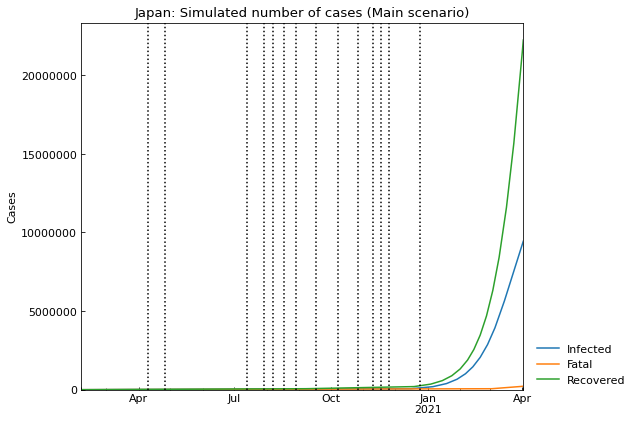 Japan: Simulated number of cases (Main scenario)
Cases
20000000
15000000
10000000
5000000
0
Apr
Jul
Oct
Jan
2021
Apr
Infected
Fatal
Recovered